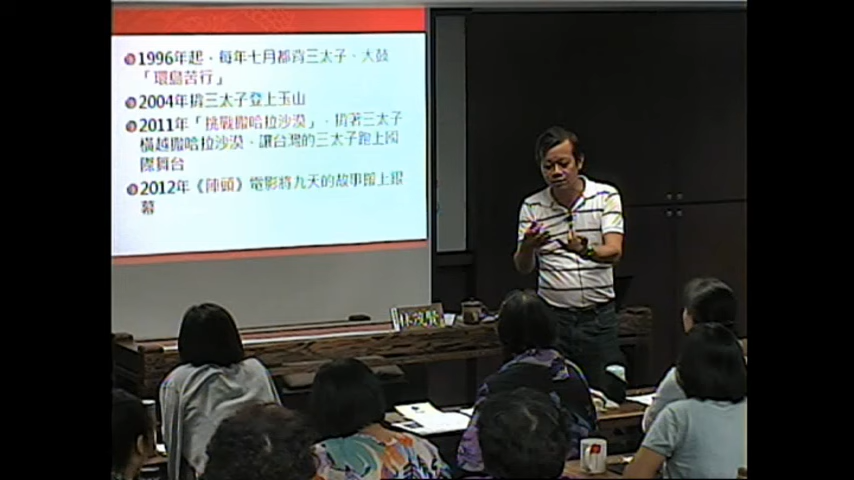 1996年起，每年七月都背三太子、大鼓
「環島苦行」
2004年揹三太子登上玉山
2011年「挑戰撒哈拉沙漠」，揹著三太子
橫越撒哈拉沙漠，讓台灣的三太子跑上國
際舞台
2012年《陣頭》電影將九天的故事搬上銀
幕
林茂賢